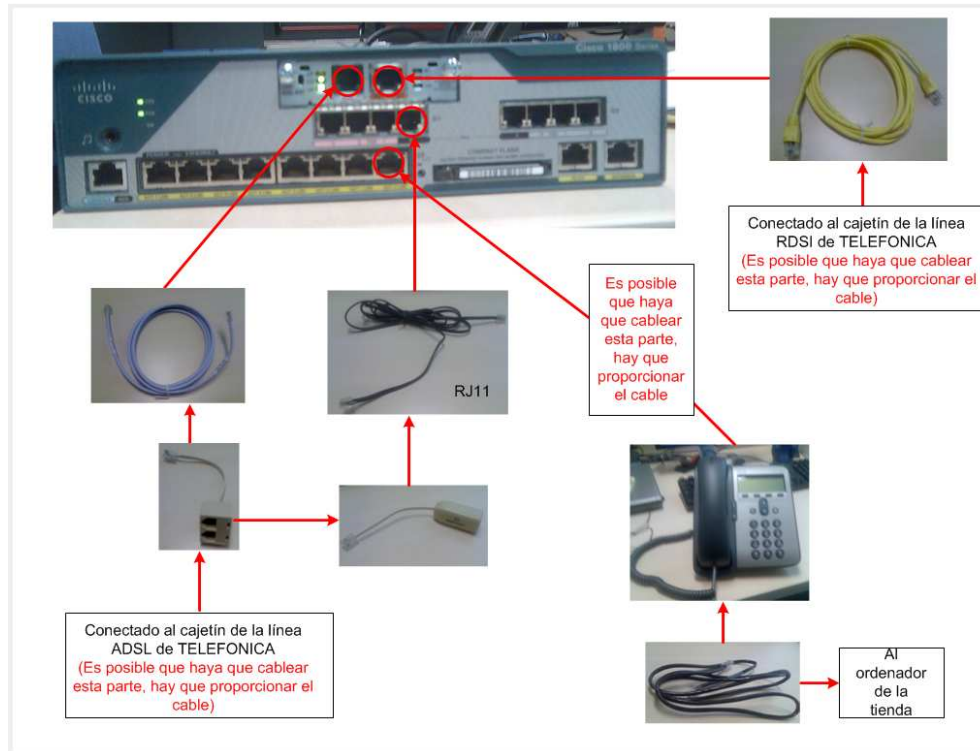 Cisco 1800 Series
CISCO
COMPACT FLASH
Conectado al cajetín de la línea
RDSI de TELEFONICA
(Es posible que haya que cablear
esta parte, hay que proporcionar el
cable)
Es posible
que haya
que cablear
esta parte,
hay que
proporcionar
el cable
RJ11
Conectado al cajetín de la línea
ADSL de TELEFONICA
(Es posible que haya que cablear
esta parte, hay que proporcionar el
cable)
Al
ordenador
de la
tienda